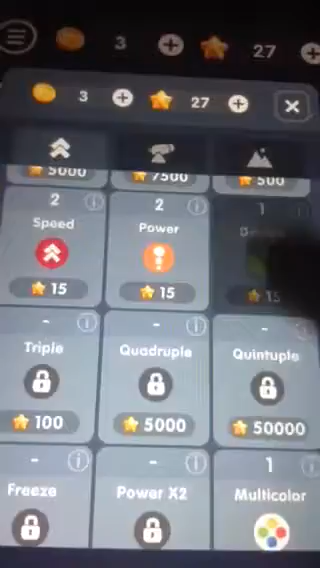 3 27
3 27
5000 7500 500
2 2 1
Speed Power
15 15 15
- - -
Triple Quadruple Quintuple
100 5000 50000
- - 1
Freeze Power X2 Multicolor